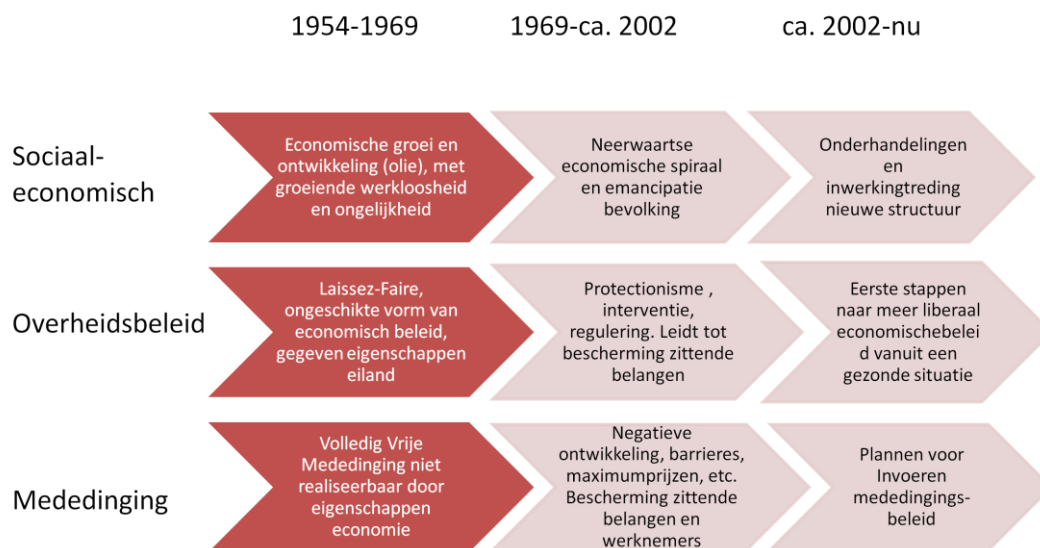 1954-1969
1969-ca. 2002
ca. 2002-nu
Sociaal-
economisch
Economische groei en
ontwikkeling (olie), met
groeiende werkloosheid
en ongelijkheid
Neerwaartse
economische spiraal
en emancipatie
bevolking
Onderhandelingen
en
inwerkingtreding
nieuwe structuur
Overheidsbeleid
Laissez-Faire,
ongeschikte vorm van
economisch beleid,
gegeven eigenschappen
eiland
Protectionisme ,
interventie,
regulering. Leidt tot
bescherming zittende
belangen
Eerste stappen
naar meer liberaal
economischebelei
d vanuit een
gezonde situatie
Mededinging
Volledig Vrije
Mededinging niet
realiseerbaar door
eigenschappen
economie
Negatieve
ontwikkeling, barrieres,
maximumprijzen, etc.
Bescherming zittende
belangen en
werknemers
Plannen voor
Invoeren
mededingings-
beleid